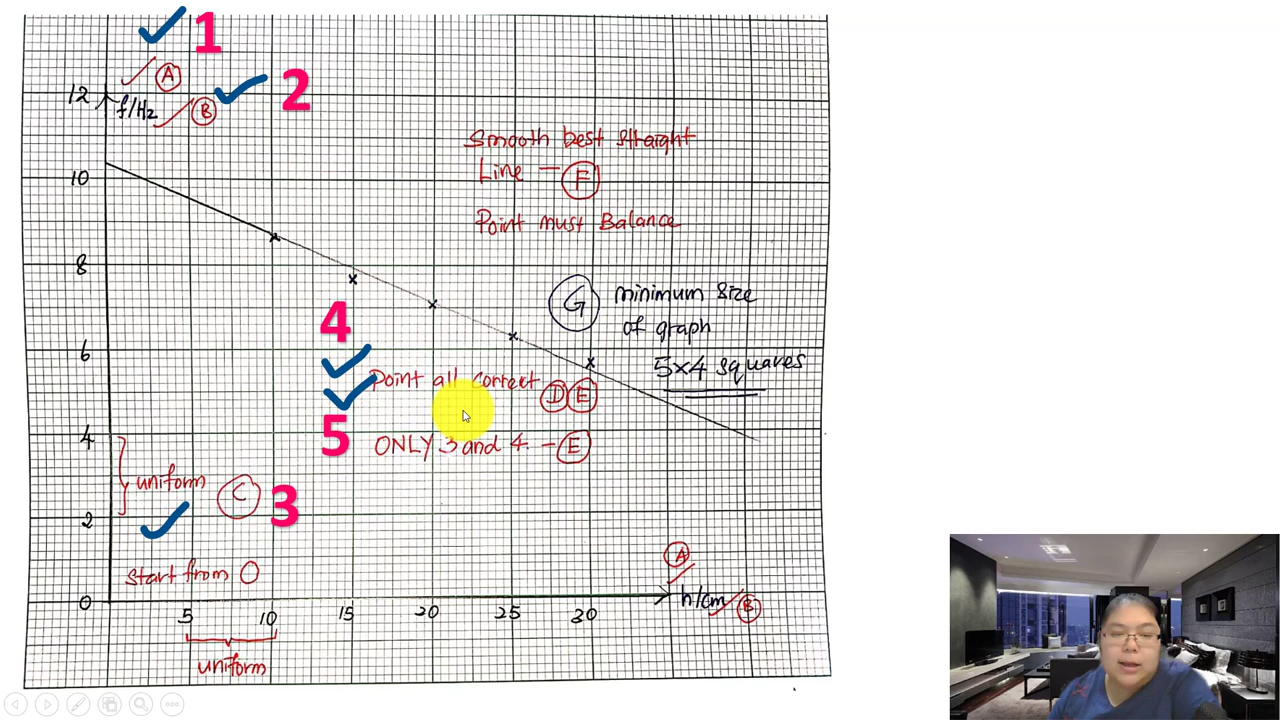 1
A
2
12
f/Hz
B
Smooth best straight
Line — F
10
Point must Balance
8
G
minimum size
of graph
5×4 squares
4
6
Point all correct D E
5
4
ONLY 3 and 4. — E
uniform
C
3
2
start from 0
A
0
5
10
15
20
25
30
h/cm
B
uniform